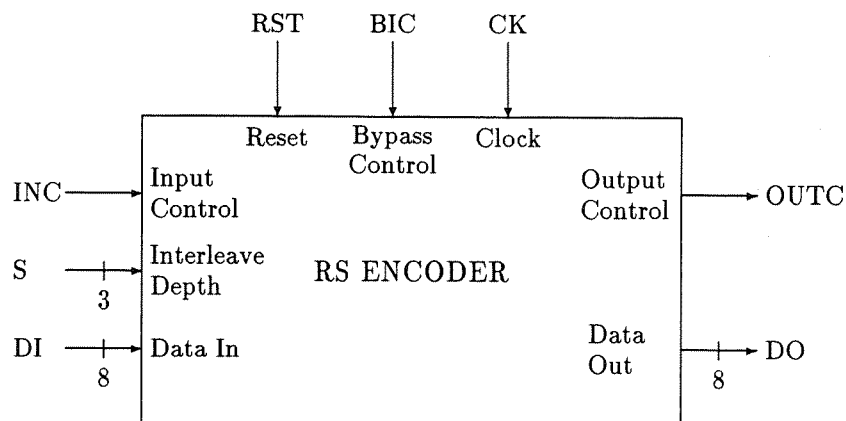 RST BIC CK
Reset Bypass Control Clock
INC Input Control Output Control OUTC
S 3 Interleave Depth RS ENCODER
DI 8 Data In Data Out 8 DO